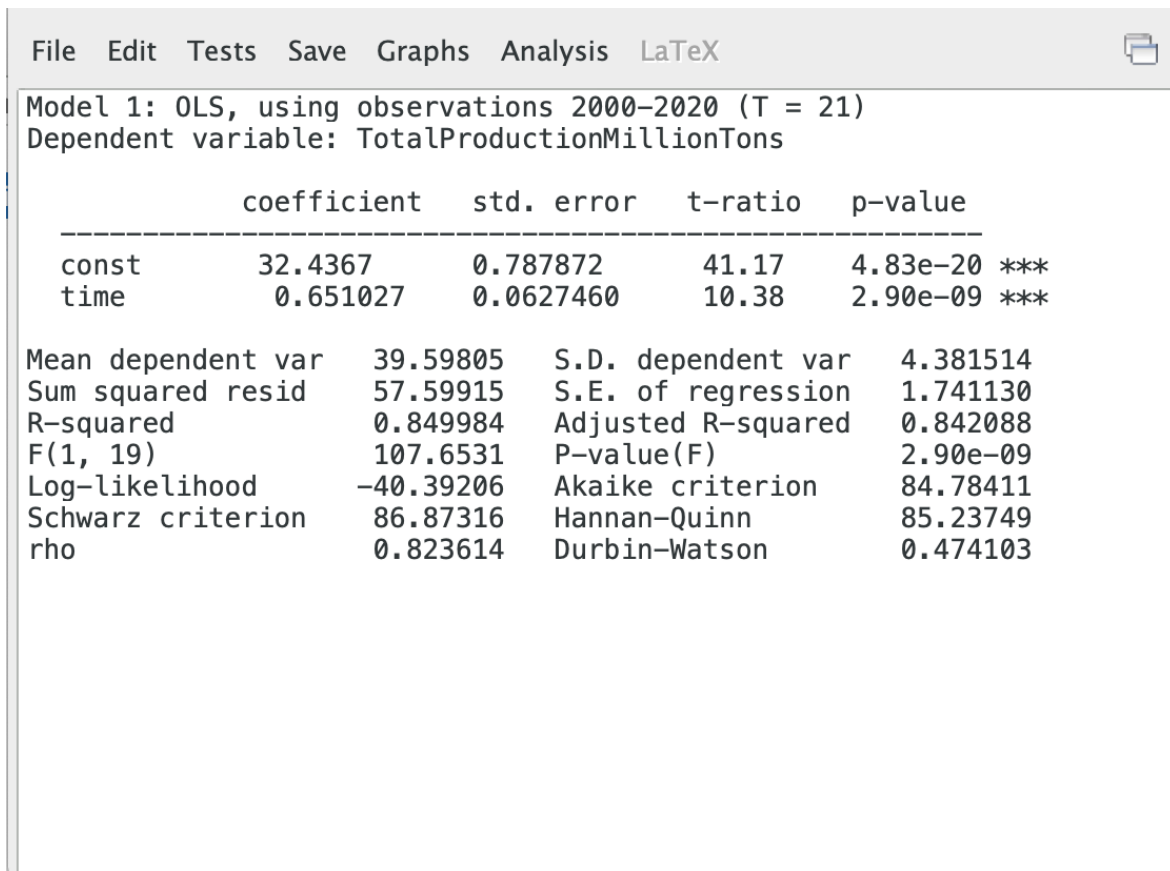 File Edit Tests Save Graphs Analysis LaTeX
Model 1: OLS, using observations 2000-2020 (T = 21)
Dependent variable: TotalProductionMillionTons
coefficient std. error t-ratio p-value
const 32.4367 0.787872 41.17 4.83e-20 ***
time 0.651027 0.0627460 10.38 2.90e-09 ***
Mean dependent var 39.59805 S.D. dependent var 4.381514
Sum squared resid 57.59915 S.E. of regression 1.741130
R-squared 0.849984 Adjusted R-squared 0.842088
F(1, 19) 107.6531 P-value(F) 2.90e-09
Log-likelihood -40.39206 Akaike criterion 84.78411
Schwarz criterion 86.87316 Hannan-Quinn 85.23749
rho 0.823614 Durbin-Watson 0.474103